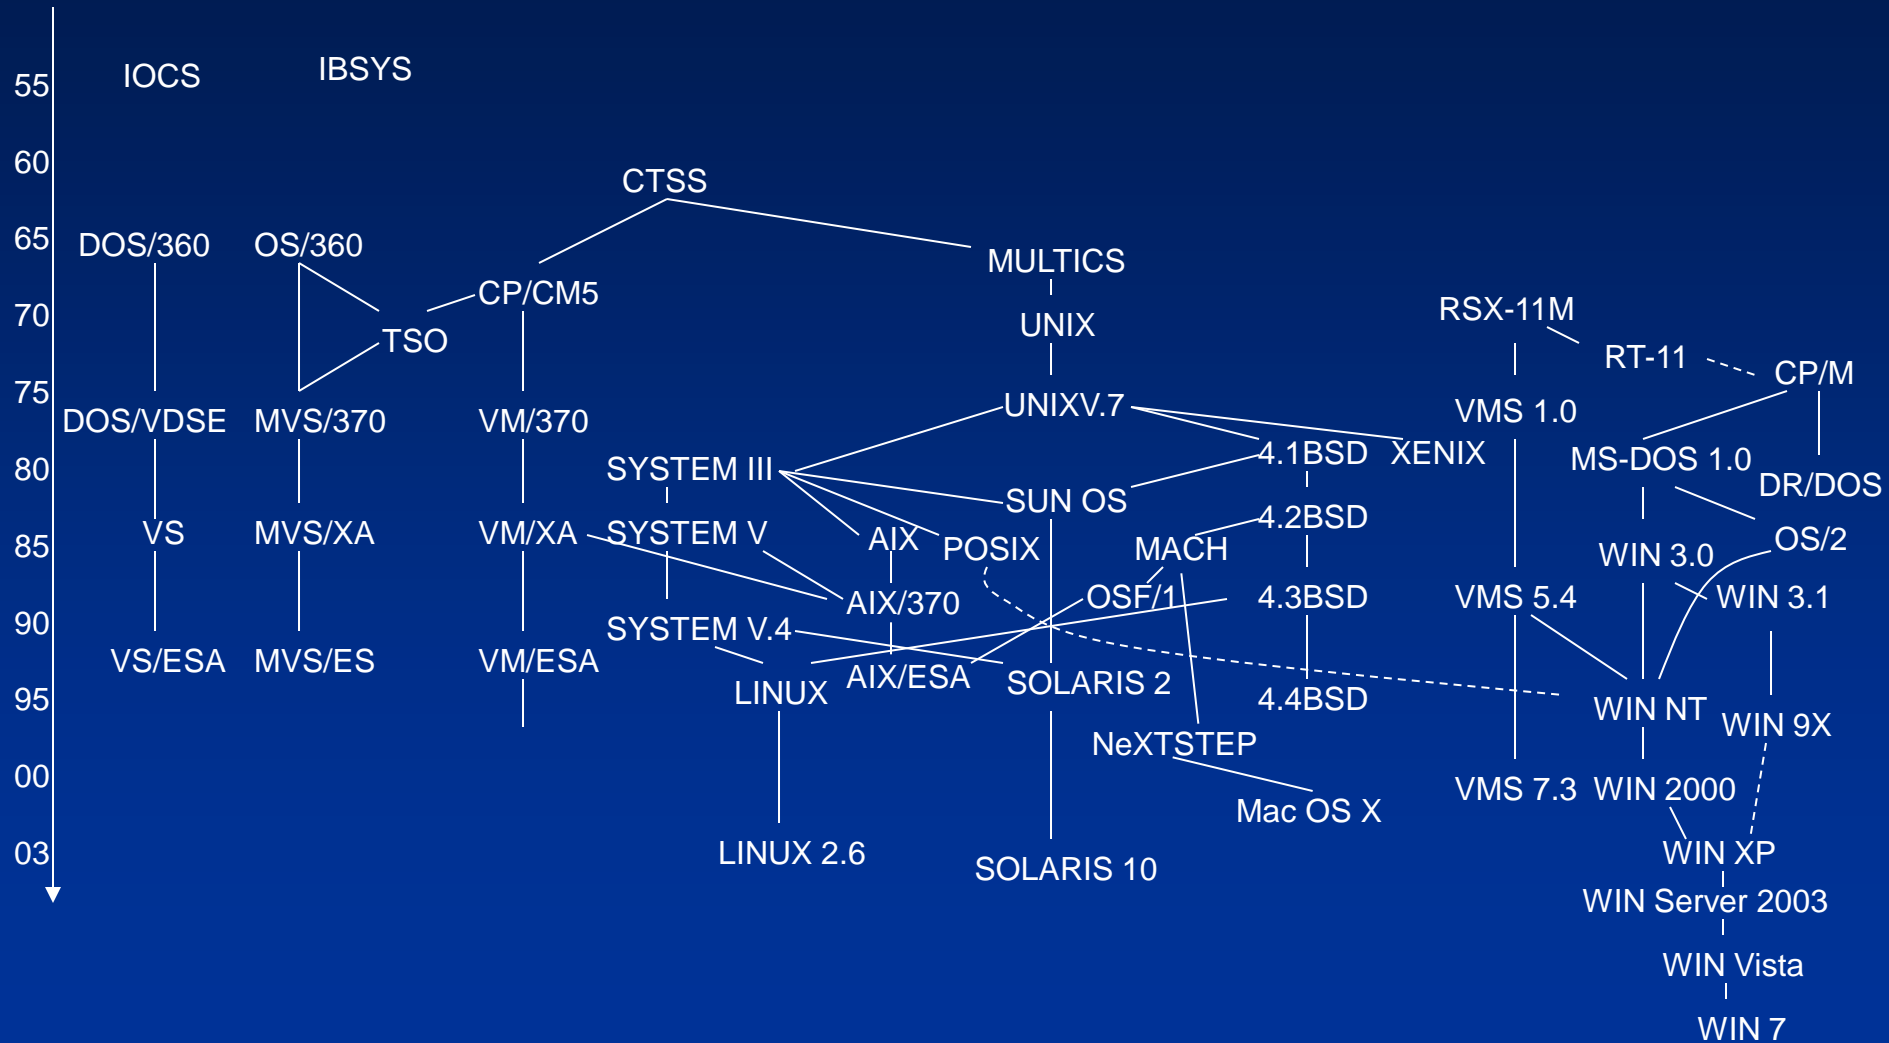 IOCS
IBSYS
55
60
CTSS
65
DOS/360
OS/360
MULTICS
CP/CM5
70
RSX-11M
UNIX
TSO
RT-11
CP/M
75
UNIXV.7
VMS 1.0
DOS/VDSE
MVS/370
VM/370
4.1BSD
XENIX
MS-DOS 1.0
80
SYSTEM III
DR/DOS
SUN OS
4.2BSD
VS
MVS/XA
VM/XA
SYSTEM V
AIX
OS/2
85
POSIX
MACH
WIN 3.0
OSF/1
4.3BSD
VMS 5.4
WIN 3.1
AIX/370
90
SYSTEM V.4
VS/ESA
MVS/ES
VM/ESA
AIX/ESA
SOLARIS 2
LINUX
95
4.4BSD
WIN NT
WIN 9X
NeXTSTEP
00
VMS 7.3
WIN 2000
Mac OS X
03
LINUX 2.6
WIN XP
SOLARIS 10
WIN Server 2003
WIN Vista
WIN 7